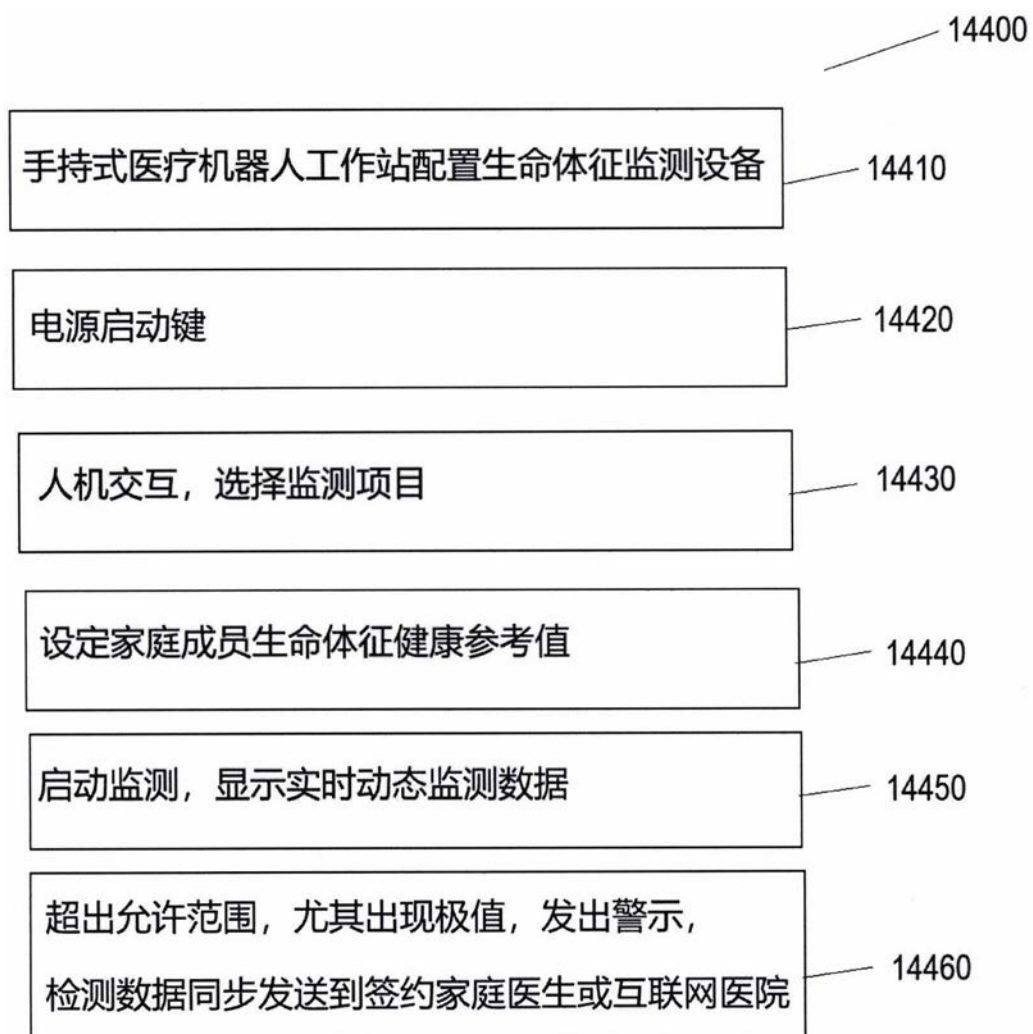 14400
手持式医疗机器人工作站配置生命体征监测设备
14410
电源启动键
14420
人机交互，选择监测项目
14430
设定家庭成员生命体征健康参考值
14440
启动监测，显示实时动态监测数据
14450
超出允许范围，尤其出现极值，发出警示，
检测数据同步发送到签约家庭医生或互联网医院
14460